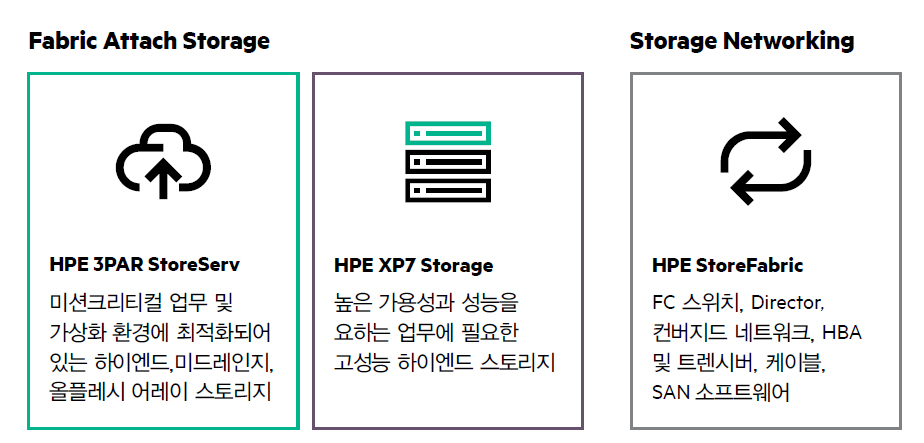 Fabric Attach Storage
HPE 3PAR StoreServ
미션크리티컬 업무 및
가상화 환경에 최적화되어
있는 하이엔드,미드레인지,
올플레시 어레이 스토리지
HPE XP7 Storage
높은 가용성과 성능을
요하는 업무에 필요한
고성능 하이엔드 스토리지
Storage Networking
HPE StoreFabric
FC 스위치, Director,
컨버지드 네트워크, HBA
및 트렌시버, 케이블,
SAN 소프트웨어